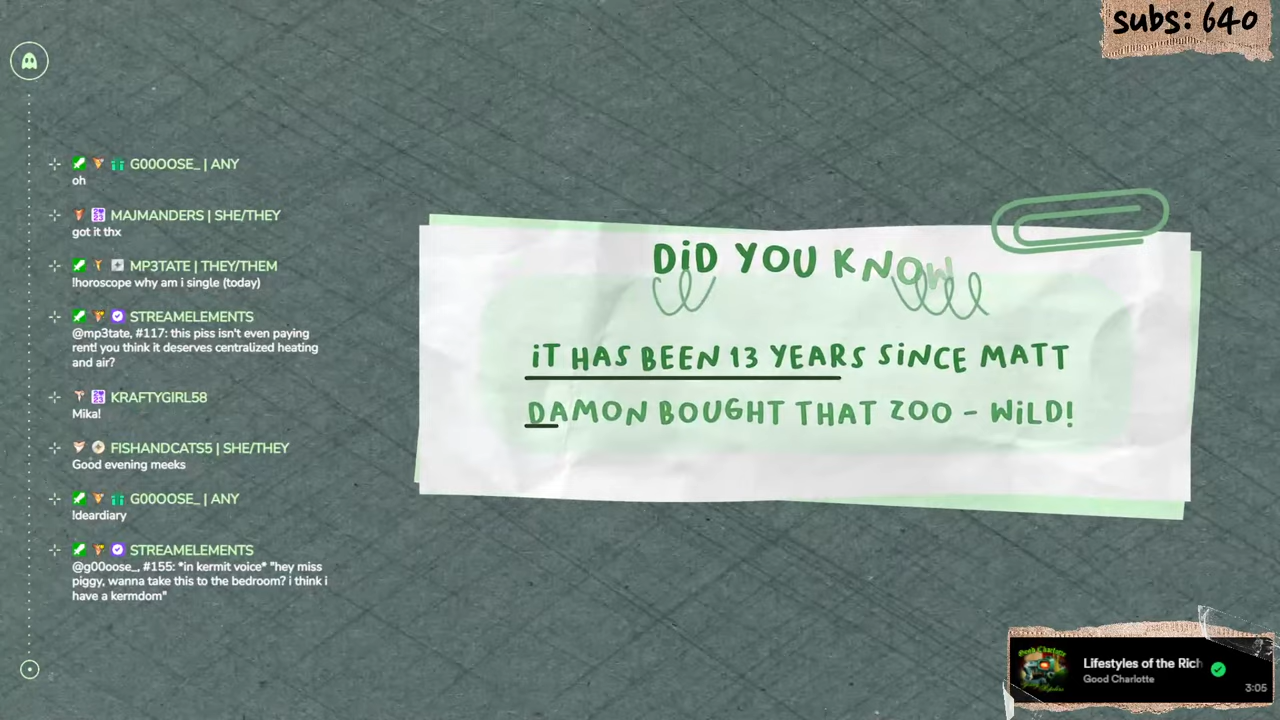 subs: 640
G00OOSE_ | ANY
oh
MAJMANDERS | SHE/THEY
got it thx
MP3TATE | THEY/THEM
!horoscope why am i single (today)
STREAMELEMENTS
@mp3tate, #117: this piss isn't even paying
rent! you think it deserves centralized heating
and air?
KRAFTYGIRL58
Mika!
FISHANDCATS5 | SHE/THEY
Good evening meeks
G00OOSE_ | ANY
!deardiary
STREAMELEMENTS
@g00oose_, #155: *in kermit voice* "hey miss
piggy, wanna take this to the bedroom? i think i
have a kermdom"
DiD YOU KNOW
iT HAS BEEN 13 YEARS SiNCE MATT
DAMON BOUGHT THAT ZOO - WiLD!
Lifestyles of the Rich
Good Charlotte
3:05